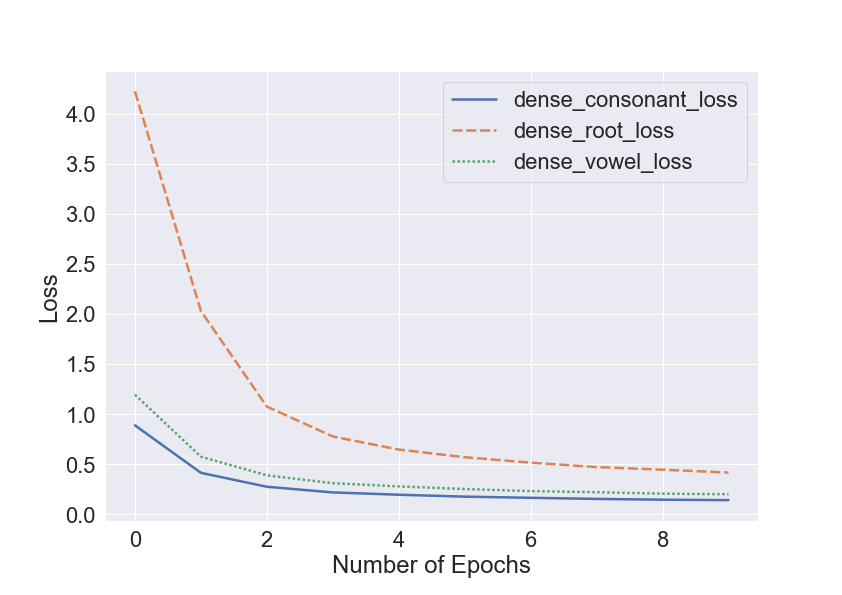 dense_consonant_loss
dense_root_loss
dense_vowel_loss
4.0
3.5
3.0
2.5
2.0
1.5
1.0
0.5
0.0
Loss
0 2 4 6 8
Number of Epochs